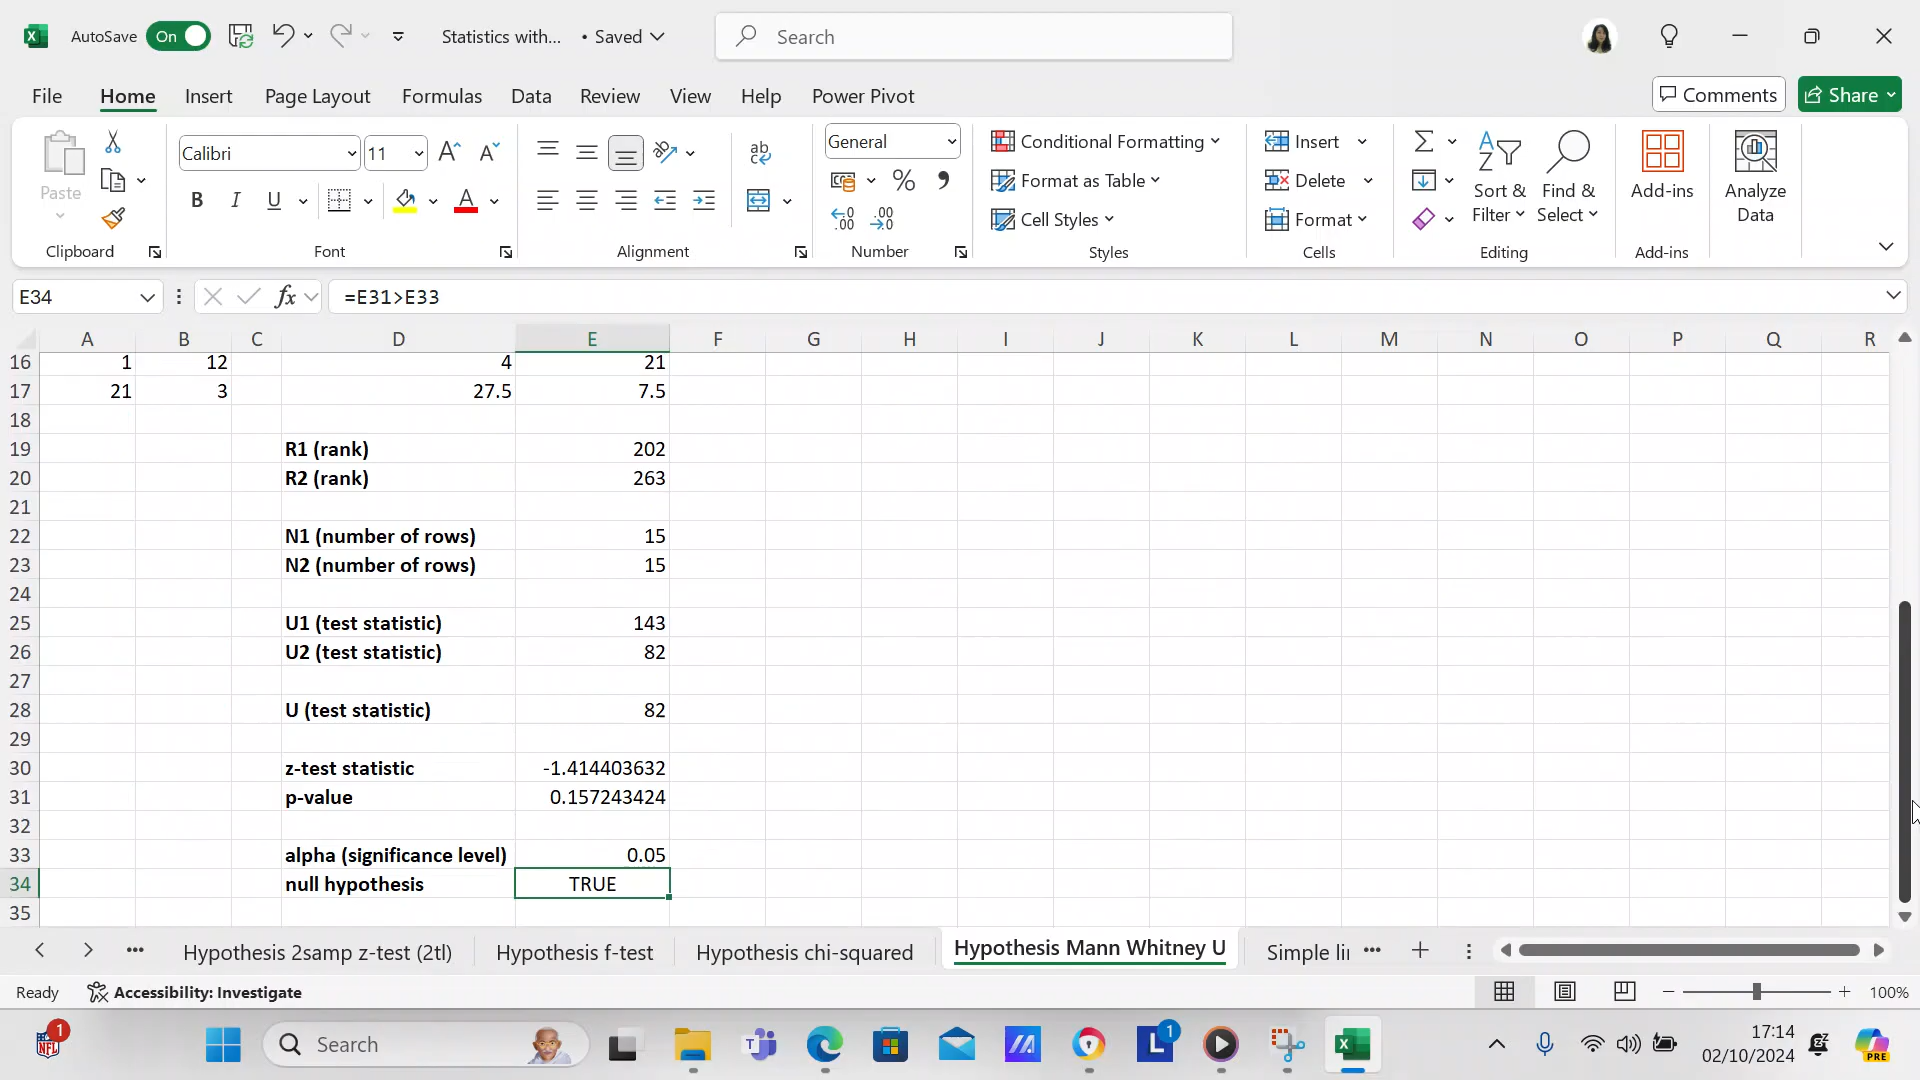 AutoSave On Statistics with... • Saved Search
File Home Insert Page Layout Formulas Data Review View Help Power Pivot Comments Share
Paste Calibri 11 General Conditional Formatting Insert
B I U ab Format as Table Delete Sort & Filter Find & Select Add-ins Analyze Data
Cell Styles Format
Clipboard Font Alignment Number Styles Cells Editing Add-ins
E34 fx =E31>E33
A B C D E F G H I J K L M N O P Q R
16 1 12 4 21
17 21 3 27.5 7.5
18
19 R1 (rank) 202
20 R2 (rank) 263
21
22 N1 (number of rows) 15
23 N2 (number of rows) 15
24
25 U1 (test statistic) 143
26 U2 (test statistic) 82
27
28 U (test statistic) 82
29
30 z-test statistic -1.414403632
31 p-value 0.157243424
32
33 alpha (significance level) 0.05
34 null hypothesis TRUE
35
Hypothesis 2samp z-test (2tl) Hypothesis f-test Hypothesis chi-squared Hypothesis Mann Whitney U Simple lin
Ready Accessibility: Investigate 100%
1 Search 1 17:14
02/10/2024 PRE